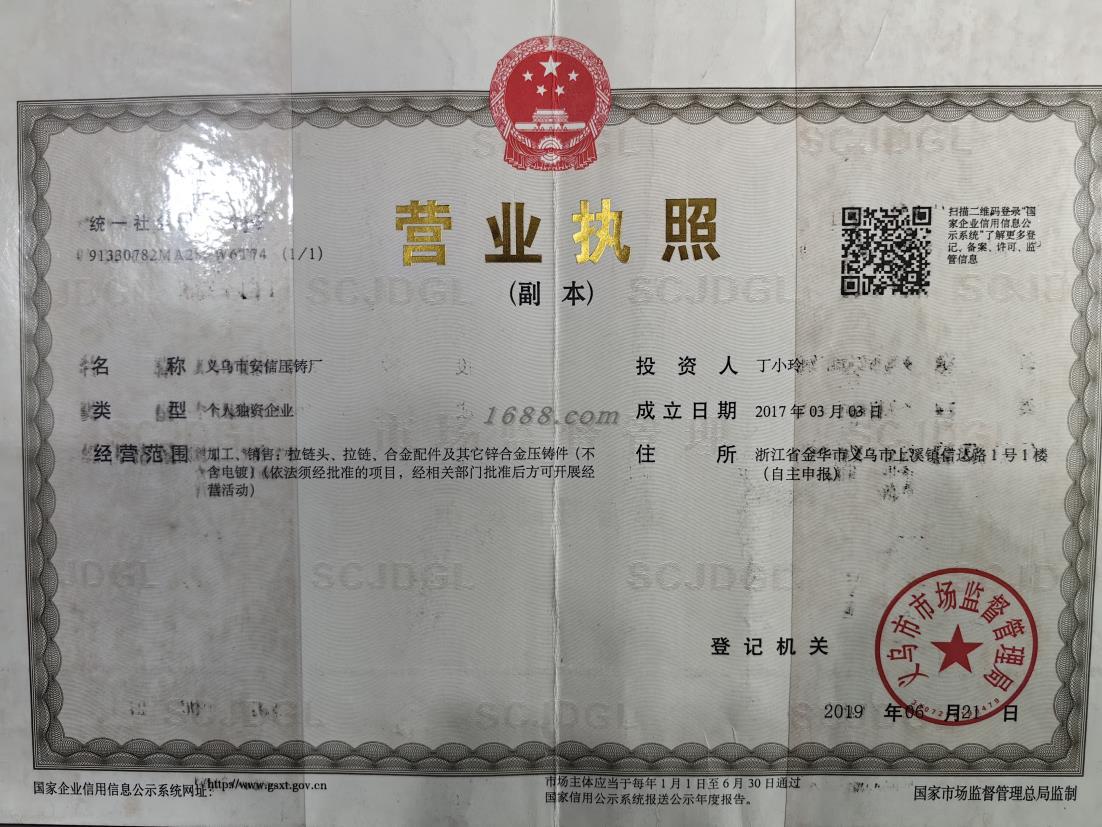 营业执照
(副 本)
统一社
91330782MA2 W6T74 (1/1)
扫描二维码登录“国
家企业信用信息公
示系统”了解更多登
记、备案、许可、监
管信息
名 称 义乌市安信压铸厂
类 型 个人独资企业
经营范围 加工、销售：拉链头、拉链、合金配件及其它锌合金压铸件（不
含电镀）（依法须经批准的项目，经相关部门批准后方可开展经
营活动）
投 资 人 丁小玲
成立日期 2017年03月03日
住 所 浙江省金华市义乌市上溪镇信达路1号1楼
（自主申报）
1688.com
SCJDGL
登记机关
义乌市市场监督管理局
2019 年06 月21 日
国家企业信用信息公示系统网址：http://www.gsxt.gov.cn
市场主体应当于每年1月1日至6月30日通过
国家信用公示系统报送公示年度报告。
国家市场监督管理总局监制